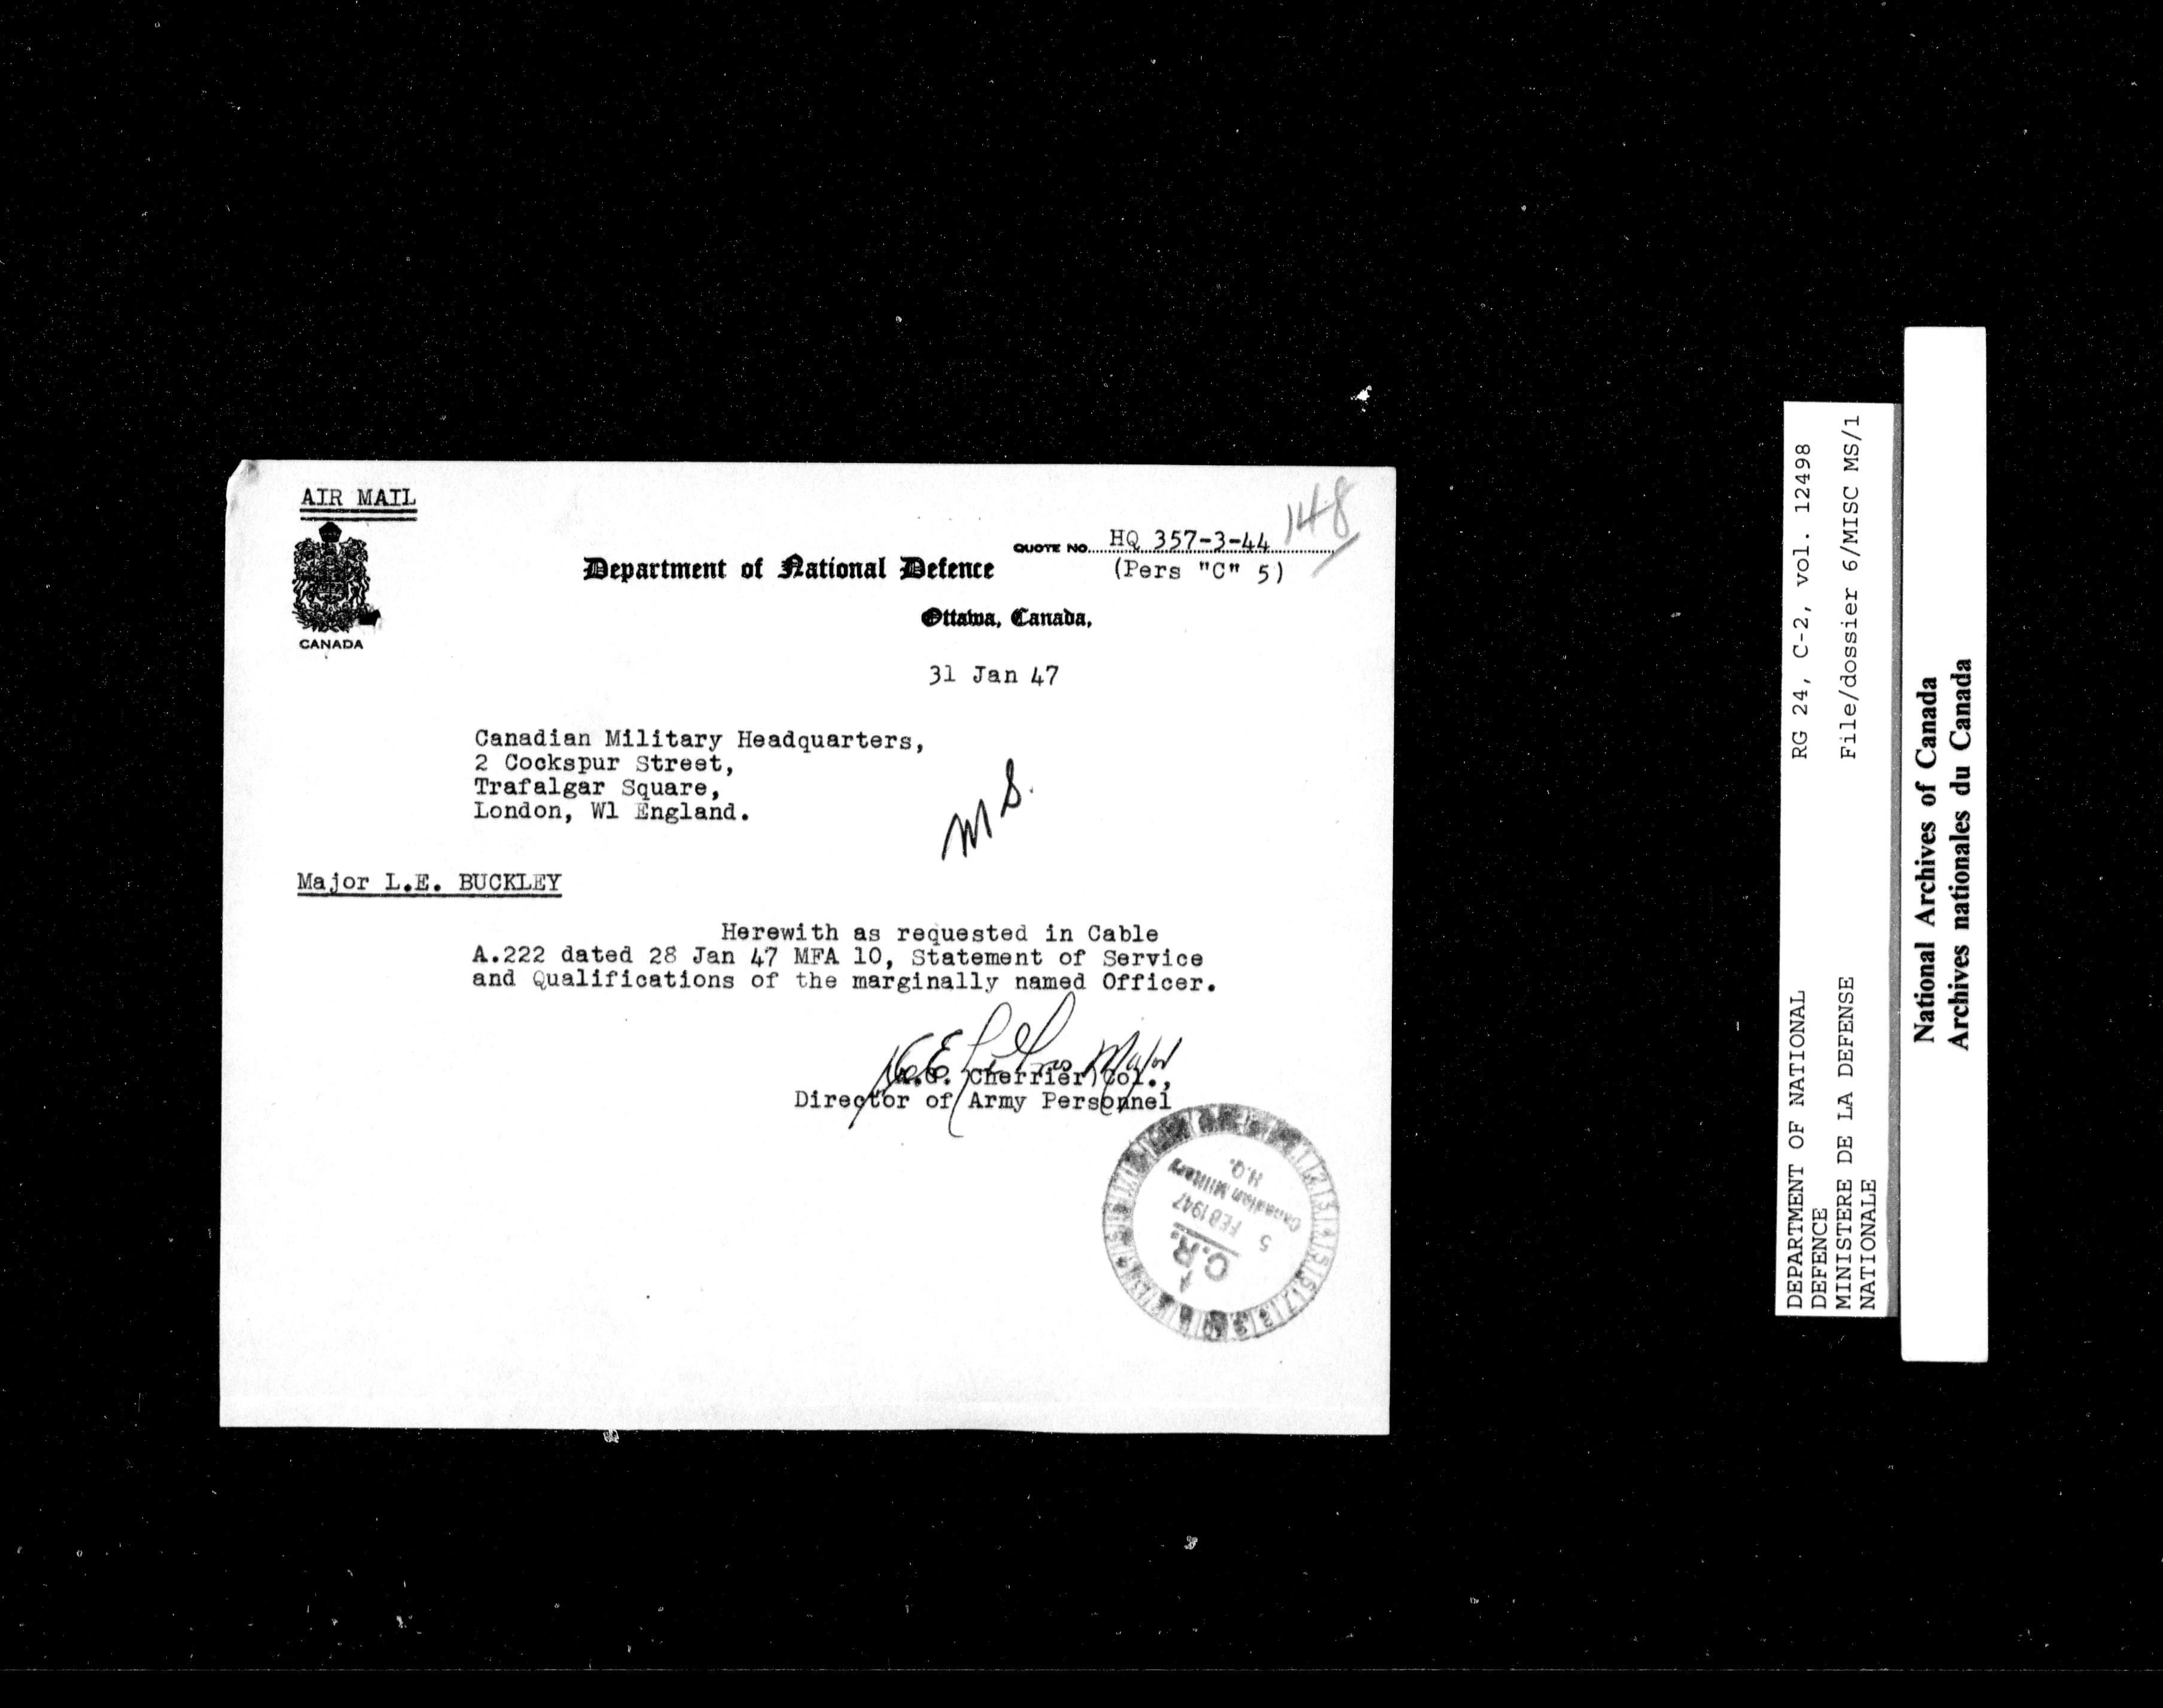 AIR MAIL
CANADA
148
QUOTE NO. HQ 357-3-44
Department of National Defence
(Pers "C" 5)
Ottawa, Canada,
31 Jan 47
Canadian Military Headquarters,
2 Cockspur Street,
Trafalgar Square,
London, W1 England.
M S.
Major L.E. BUCKLEY
Herewith as requested in Cable
A.222 dated 28 Jan 47 MFA 10, Statement of Service
and Qualifications of the marginally named Officer.
Major
Cherrier) Col.,
Director of Army Personnel
C.R.
5 FEB 1947
Canadian Military
H.Q.
DEPARTMENT OF NATIONAL RG 24, C-2, vol. 12498
DEFENCE
MINISTERE DE LA DEFENSE File/dossier 6/MISC MS/1
NATIONALE
National Archives of Canada
Archives nationales du Canada